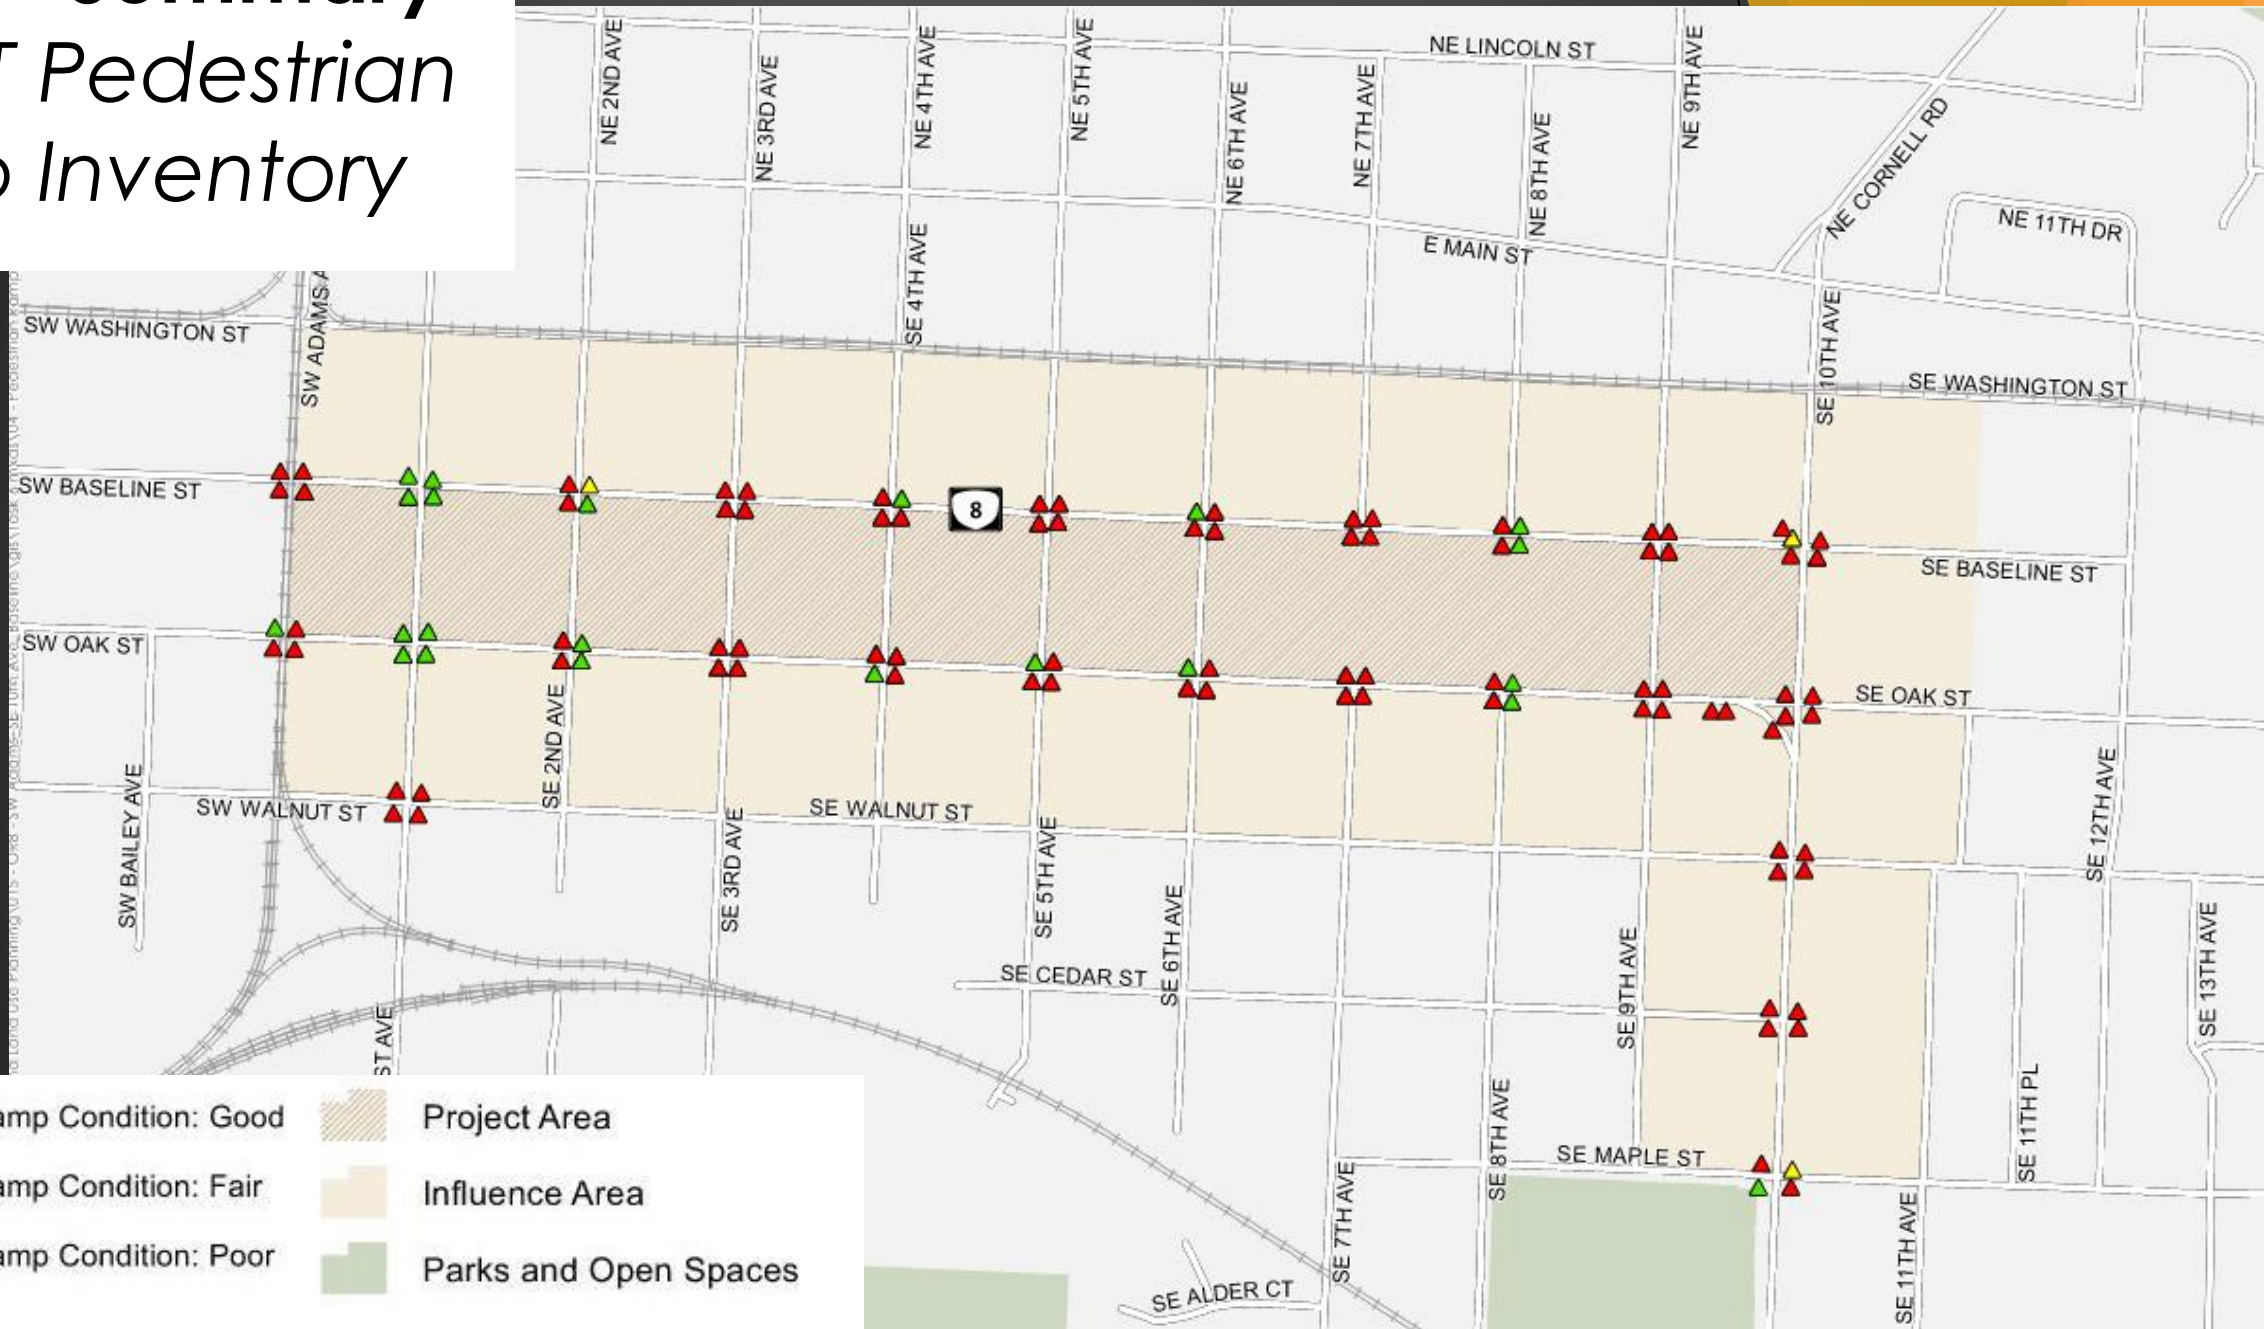 T Pedestrian
Inventory
NE 2ND AVE
NE 3RD AVE
NE 4TH AVE
NE 5TH AVE
NE 6TH AVE
NE 7TH AVE
NE 8TH AVE
NE 9TH AVE
NE LINCOLN ST
NE CORNELL RD
NE 11TH DR
E MAIN ST
SE 4TH AVE
SW WASHINGTON ST
SW ADAMS A
SE 10TH AVE
SE WASHINGTON ST
SW BASELINE ST
8
SE BASELINE ST
SW OAK ST
SE OAK ST
SE 2ND AVE
SW BAILEY AVE
SW WALNUT ST
SE WALNUT ST
SE 3RD AVE
SE 5TH AVE
SE 12TH AVE
SE 6TH AVE
SE CEDAR ST
SE 9TH AVE
SE 13TH AVE
ST AVE
SE 8TH AVE
SE MAPLE ST
SE 11TH PL
SE 7TH AVE
SE 11TH AVE
SE ALDER CT
amp Condition: Good
amp Condition: Fair
amp Condition: Poor
Project Area
Influence Area
Parks and Open Spaces